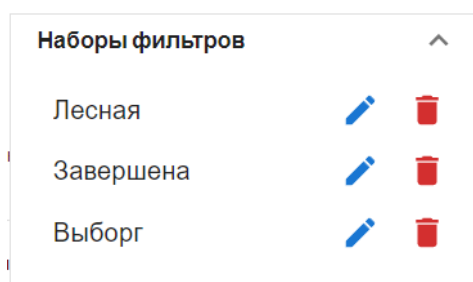 Наборы фильтров
Лесная
Завершена
Выборг